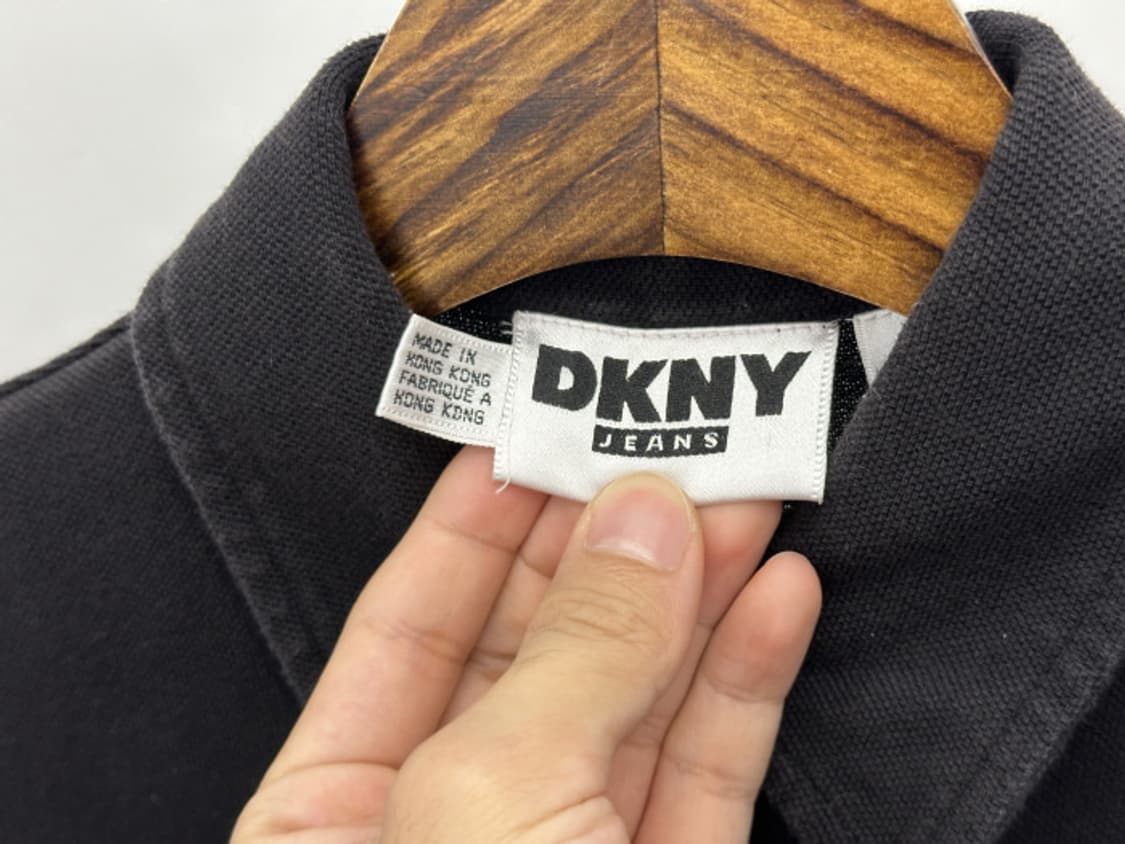 MADE IN
HONG KONG
FABRIQUÉ A
HONG KONG
DKNY
JEANS